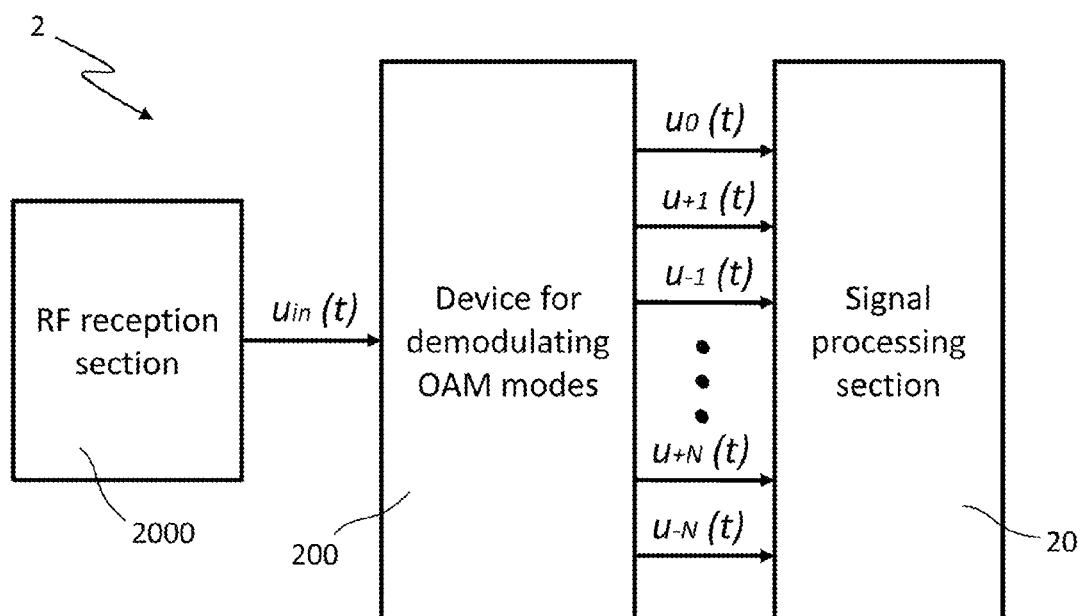 2
RF reception
section
2000
uin (t)
Device for
demodulating
OAM modes
200
u0 (t)
u+1 (t)
u-1 (t)
u+N (t)
u-N (t)
Signal
processing
section
20